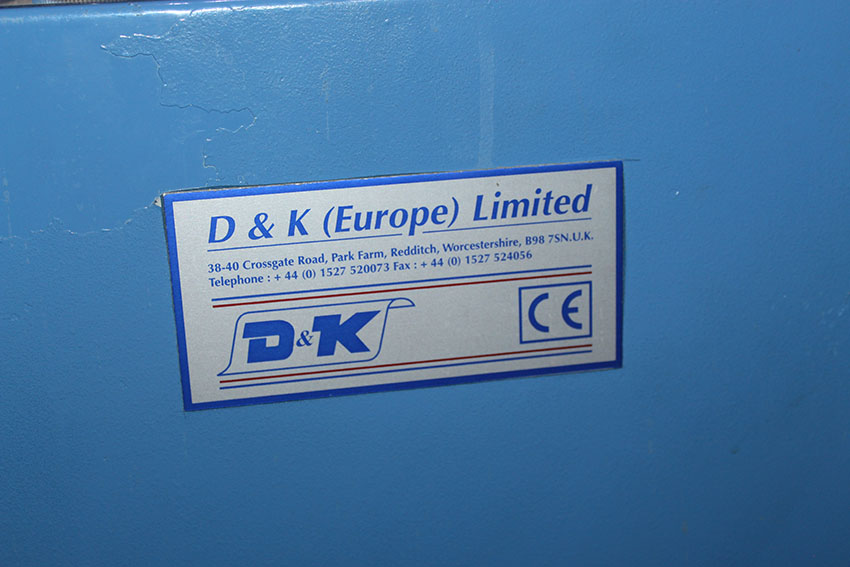 D & K (Europe) Limited
38-40 Crossgate Road, Park Farm, Redditch, Worcestershire, B98 7SN.U.K.
Telephone : + 44 (0) 1527 520073 Fax : + 44 (0) 1527 524056
D&K
CE